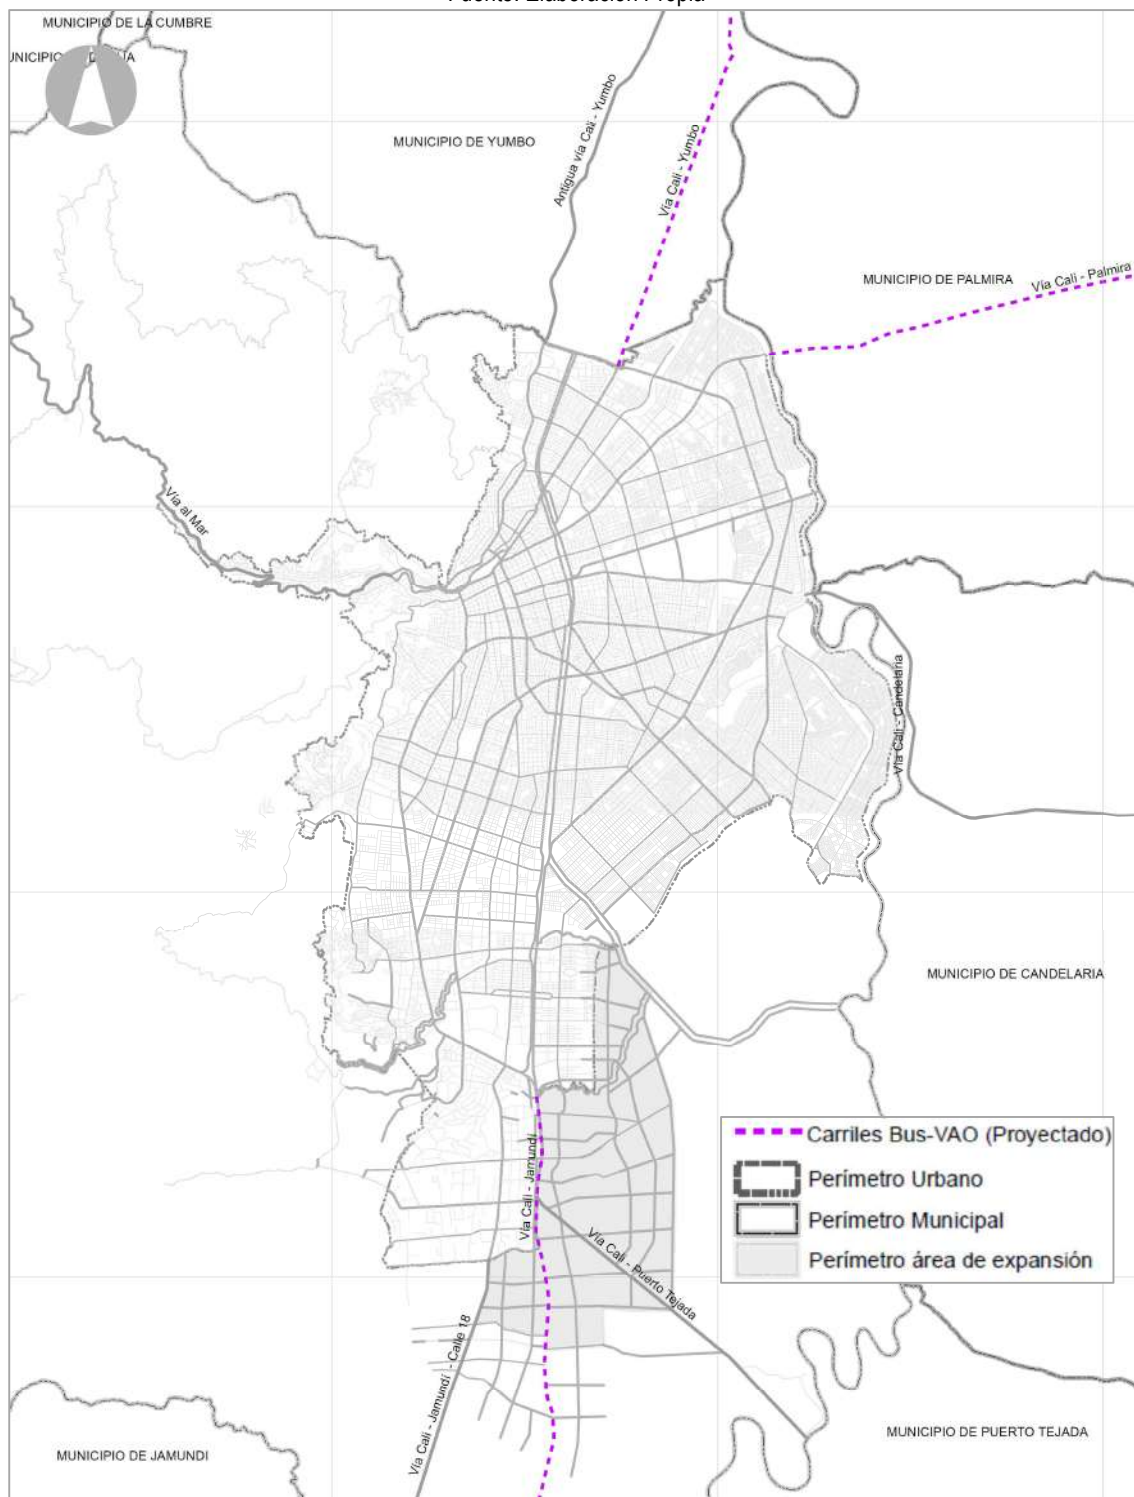 Fuente: Elaboración Propia
MUNICIPIO DE LA CUMBRE
MUNICIPIO DE YUMBO
Antigua vía Cali - Yumbo
Vía Cali - Yumbo
MUNICIPIO DE PALMIRA
Vía Cali - Palmira
Vía al Mar
Vía Cali - Candelaria
MUNICIPIO DE CANDELARIA
Carriles Bus-VAO (Proyectado)
Perímetro Urbano
Perímetro Municipal
Perímetro área de expansión
Vía Cali - Jamundí
Vía Cali - Puerto Tejada
Vía Cali - Jamundí - Calle 18
MUNICIPIO DE PUERTO TEJADA
MUNICIPIO DE JAMUNDI